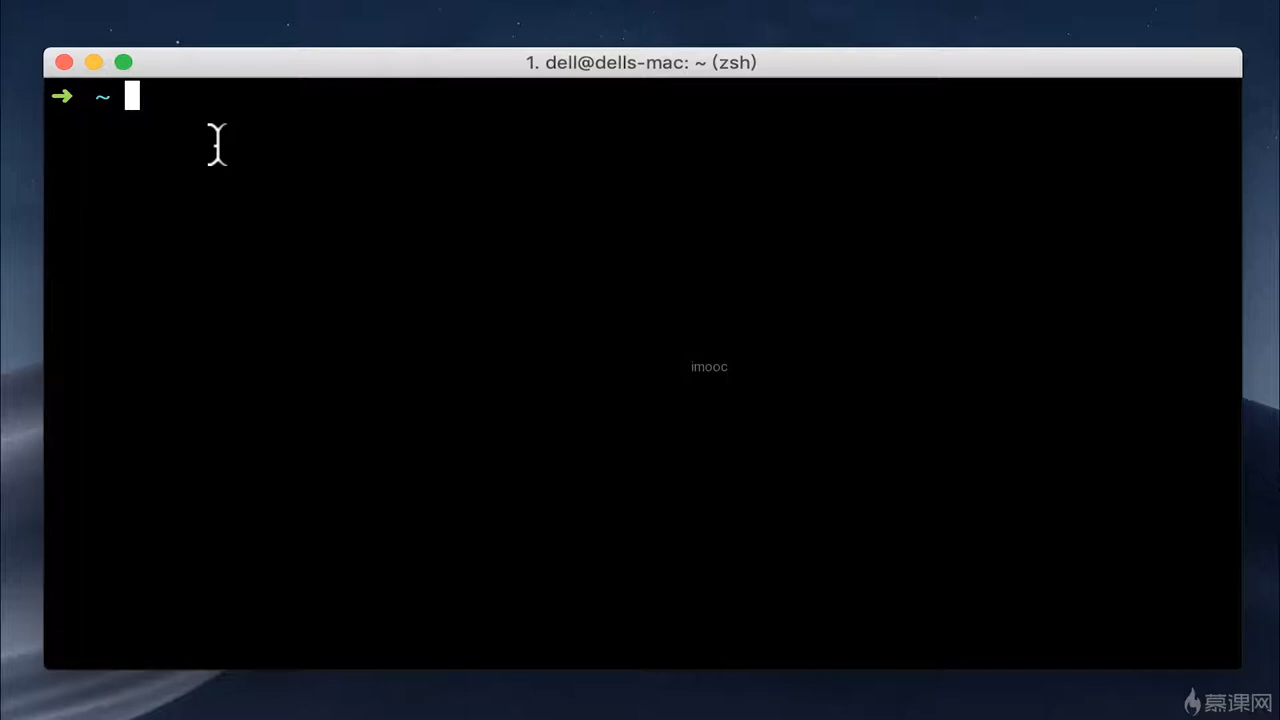 1. dell@dells-mac: ~ (zsh)
➜ ~
imooc
慕课网